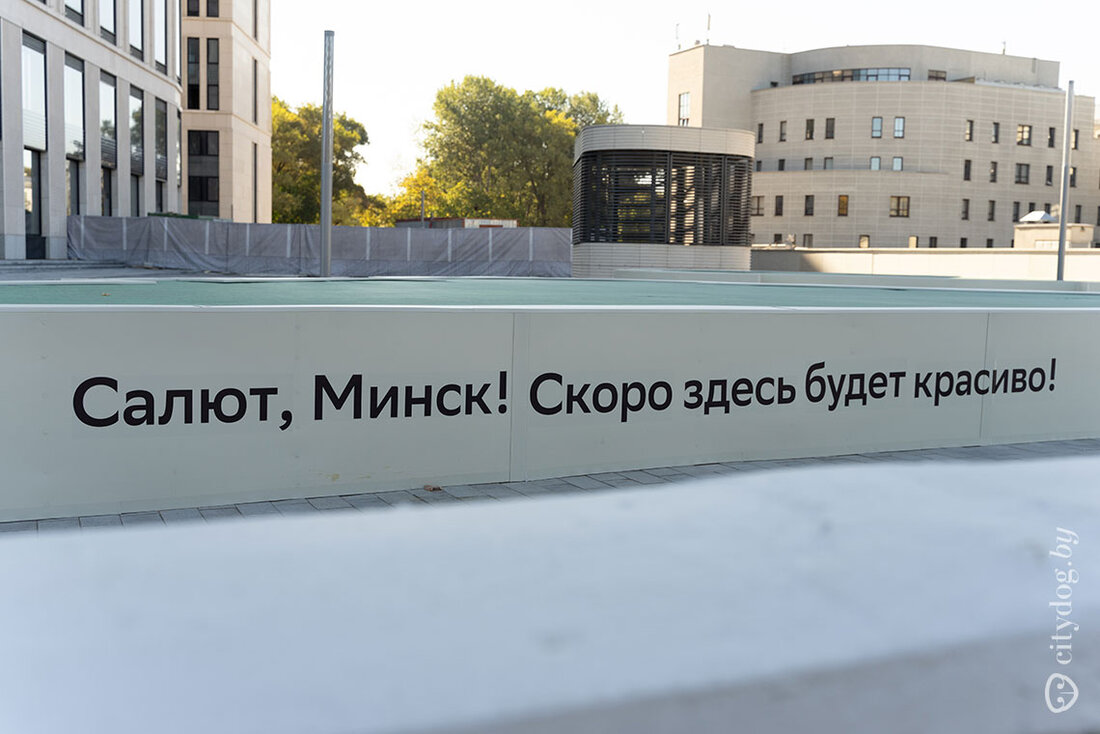 Салют, Минск! Скоро здесь будет красиво!
citydog.by